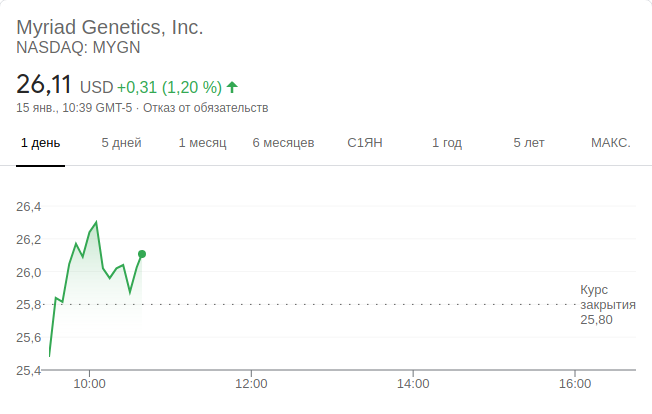 Myriad Genetics, Inc.
NASDAQ: MYGN
26,11 USD +0,31 (1,20 %)
15 янв., 10:39 GMT-5 · Отказ от обязательств
1 день 5 дней 1 месяц 6 месяцев С1ЯН 1 год 5 лет МАКС.
26,4
26,2
26,0
Курс
25,8 закрытия
25,80
25,6
25,4
10:00 12:00 14:00 16:00